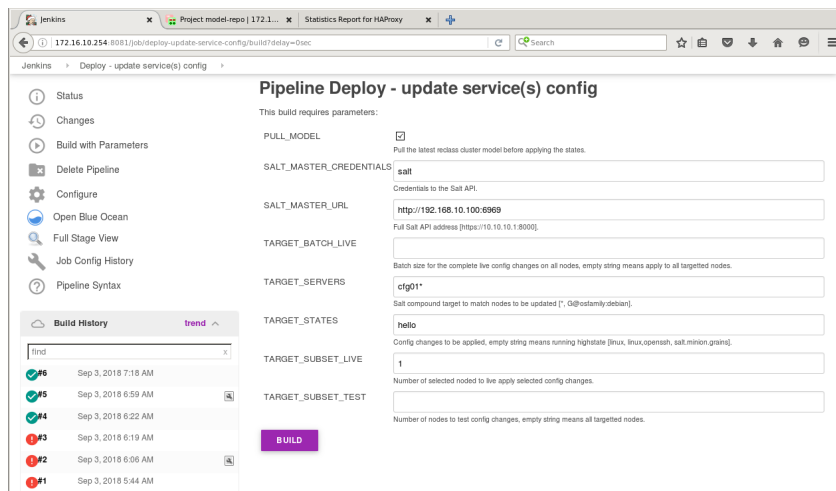 Jenkins
Project model-repo | 172.1...
Statistics Report for HAProxy
172.16.10.254:8081/job/deploy-update-service-config/build?delay=0sec
Search
Jenkins
Deploy - update service(s) config
Status
Changes
Build with Parameters
Delete Pipeline
Configure
Open Blue Ocean
Full Stage View
Job Config History
Pipeline Syntax
Build History
trend
find
x
#6 Sep 3, 2018 7:18 AM
#5 Sep 3, 2018 6:59 AM
#4 Sep 3, 2018 6:22 AM
#3 Sep 3, 2018 6:19 AM
#2 Sep 3, 2018 6:06 AM
#1 Sep 3, 2018 5:44 AM
Pipeline Deploy - update service(s) config
This build requires parameters:
PULL_MODEL
Pull the latest reclass cluster model before applying the states.
SALT_MASTER_CREDENTIALS
salt
Credentials to the Salt API.
SALT_MASTER_URL
http://192.168.10.100:6969
Full Salt API address [https://10.10.10.1:8000].
TARGET_BATCH_LIVE
Batch size for the complete live config changes on all nodes, empty string means apply to all targetted nodes.
TARGET_SERVERS
cfg01*
Salt compound target to match nodes to be updated [*, G@osfamily:debian].
TARGET_STATES
hello
Config changes to be applied, empty string means running highstate [linux, linux,openssh, salt.minion.grains].
TARGET_SUBSET_LIVE
1
Number of selected noded to live apply selected config changes.
TARGET_SUBSET_TEST
Number of nodes to test config changes, empty string means all targetted nodes.
BUILD